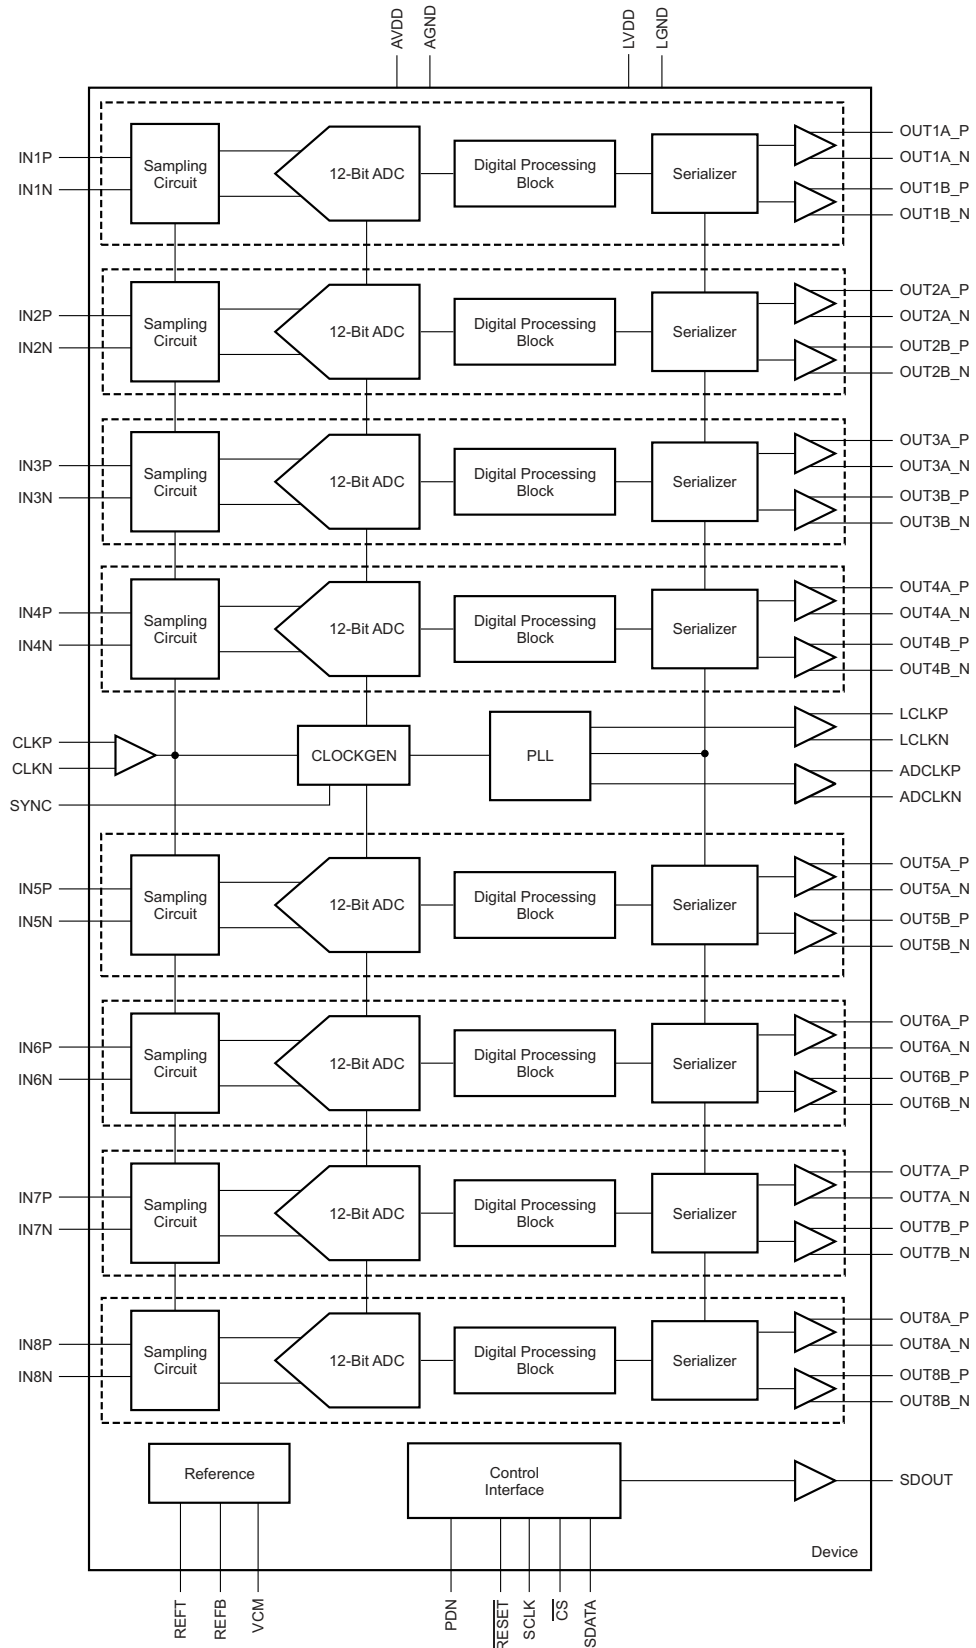 AVDD
AGND
LVDD
LGND
IN1P
IN1N
Sampling
Circuit
12-Bit ADC
Digital Processing
Block
Serializer
OUT1A_P
OUT1A_N
OUT1B_P
OUT1B_N
IN2P
IN2N
Sampling
Circuit
12-Bit ADC
Digital Processing
Block
Serializer
OUT2A_P
OUT2A_N
OUT2B_P
OUT2B_N
IN3P
IN3N
Sampling
Circuit
12-Bit ADC
Digital Processing
Block
Serializer
OUT3A_P
OUT3A_N
OUT3B_P
OUT3B_N
IN4P
IN4N
Sampling
Circuit
12-Bit ADC
Digital Processing
Block
Serializer
OUT4A_P
OUT4A_N
OUT4B_P
OUT4B_N
CLKP
CLKN
SYNC
CLOCKGEN
PLL
LCLKP
LCLKN
ADCLKP
ADCLKN
IN5P
IN5N
Sampling
Circuit
12-Bit ADC
Digital Processing
Block
Serializer
OUT5A_P
OUT5A_N
OUT5B_P
OUT5B_N
IN6P
IN6N
Sampling
Circuit
12-Bit ADC
Digital Processing
Block
Serializer
OUT6A_P
OUT6A_N
OUT6B_P
OUT6B_N
IN7P
IN7N
Sampling
Circuit
12-Bit ADC
Digital Processing
Block
Serializer
OUT7A_P
OUT7A_N
OUT7B_P
OUT7B_N
IN8P
IN8N
Sampling
Circuit
12-Bit ADC
Digital Processing
Block
Serializer
OUT8A_P
OUT8A_N
OUT8B_P
OUT8B_N
Reference
Control
Interface
SDOUT
Device
REFT
REFB
VCM
PDN
RESET
SCLK
CS
SDATA